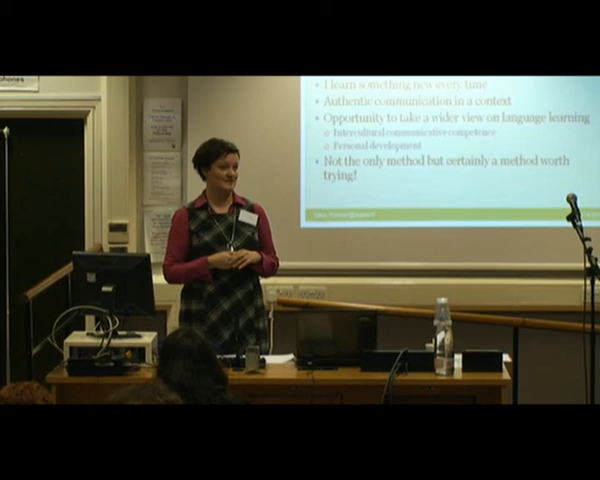 I learn something new every time
Authentic communication in a context
Opportunity to take a wider view on language learning
Intercultural communicative competence
Personal development
Not the only method but certainly a method worth
trying!